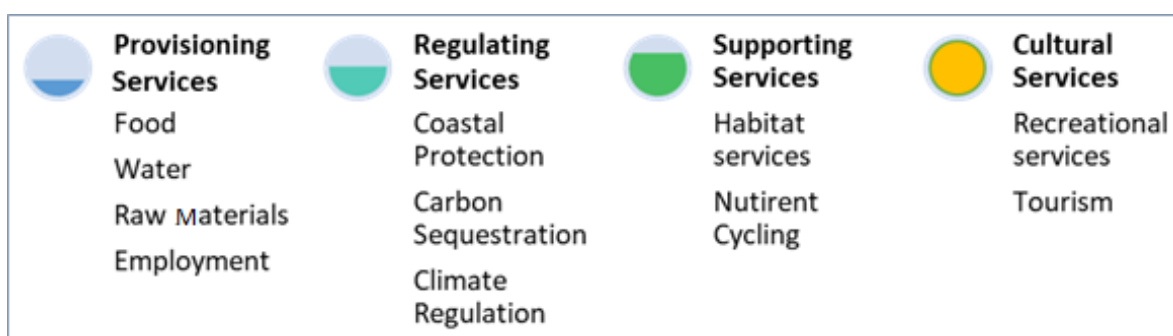 Provisioning
Services
Food
Water
Raw Materials
Employment
Regulating
Services
Coastal
Protection
Carbon
Sequestration
Climate
Regulation
Supporting
Services
Habitat
services
Nutirent
Cycling
Cultural
Services
Recreational
services
Tourism